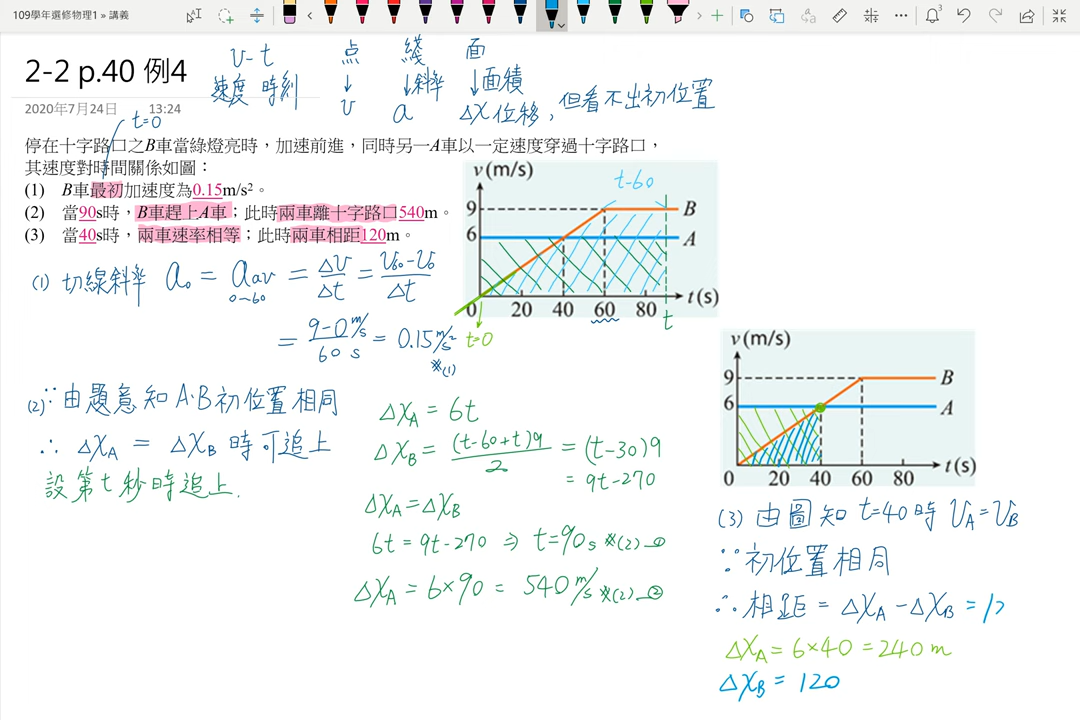 109學年選修物理1 » 講義
2-2 p.40 例4
2020年7月24日 13:24
v-t 点 綫 面
速度 時刻 ↓ ↓斜率 ↓面積
v a Δx 位移，但看不出初位置
t=0
停在十字路口之B車當綠燈亮時，加速前進，同時另一A車以一定速度穿過十字路口，
其速度對時間關係如圖：
(1) B車最初加速度為0.15m/s²。
(2) 當90s時，B車趕上A車；此時兩車離十字路口540m。
(3) 當40s時，兩車速率相等；此時兩車相距120m。
v(m/s)
t-60
9 B
6 A
0 20 40 60 80 t(s)
t=0 t
(1) 切線斜率 a₀ = a_av 0~60 = Δv/Δt = (v₆₀-v₀)/Δt
= (9-0 m/s)/(60 s) = 0.15 m/s² ※(1)
(2) ∵由題意知 A.B初位置相同
∴ Δx_A = Δx_B 時可追上
設第t秒時追上.
Δx_A = 6t
Δx_B = (t-60+t)9/2 = (t-30)9
= 9t-270
Δx_A=Δx_B
6t=9t-270 ⇒ t=90s ※(2)-①
Δx_A = 6×90 = 540 m/s ※(2)-②
v(m/s)
9 B
6 A
0 20 40 60 80 t(s)
(3) 由圖知 t=40時 v_A=v_B
∵初位置相同
∴相距 = Δx_A-Δx_B = 1
Δx_A = 6×40 = 240 m
Δx_B = 120